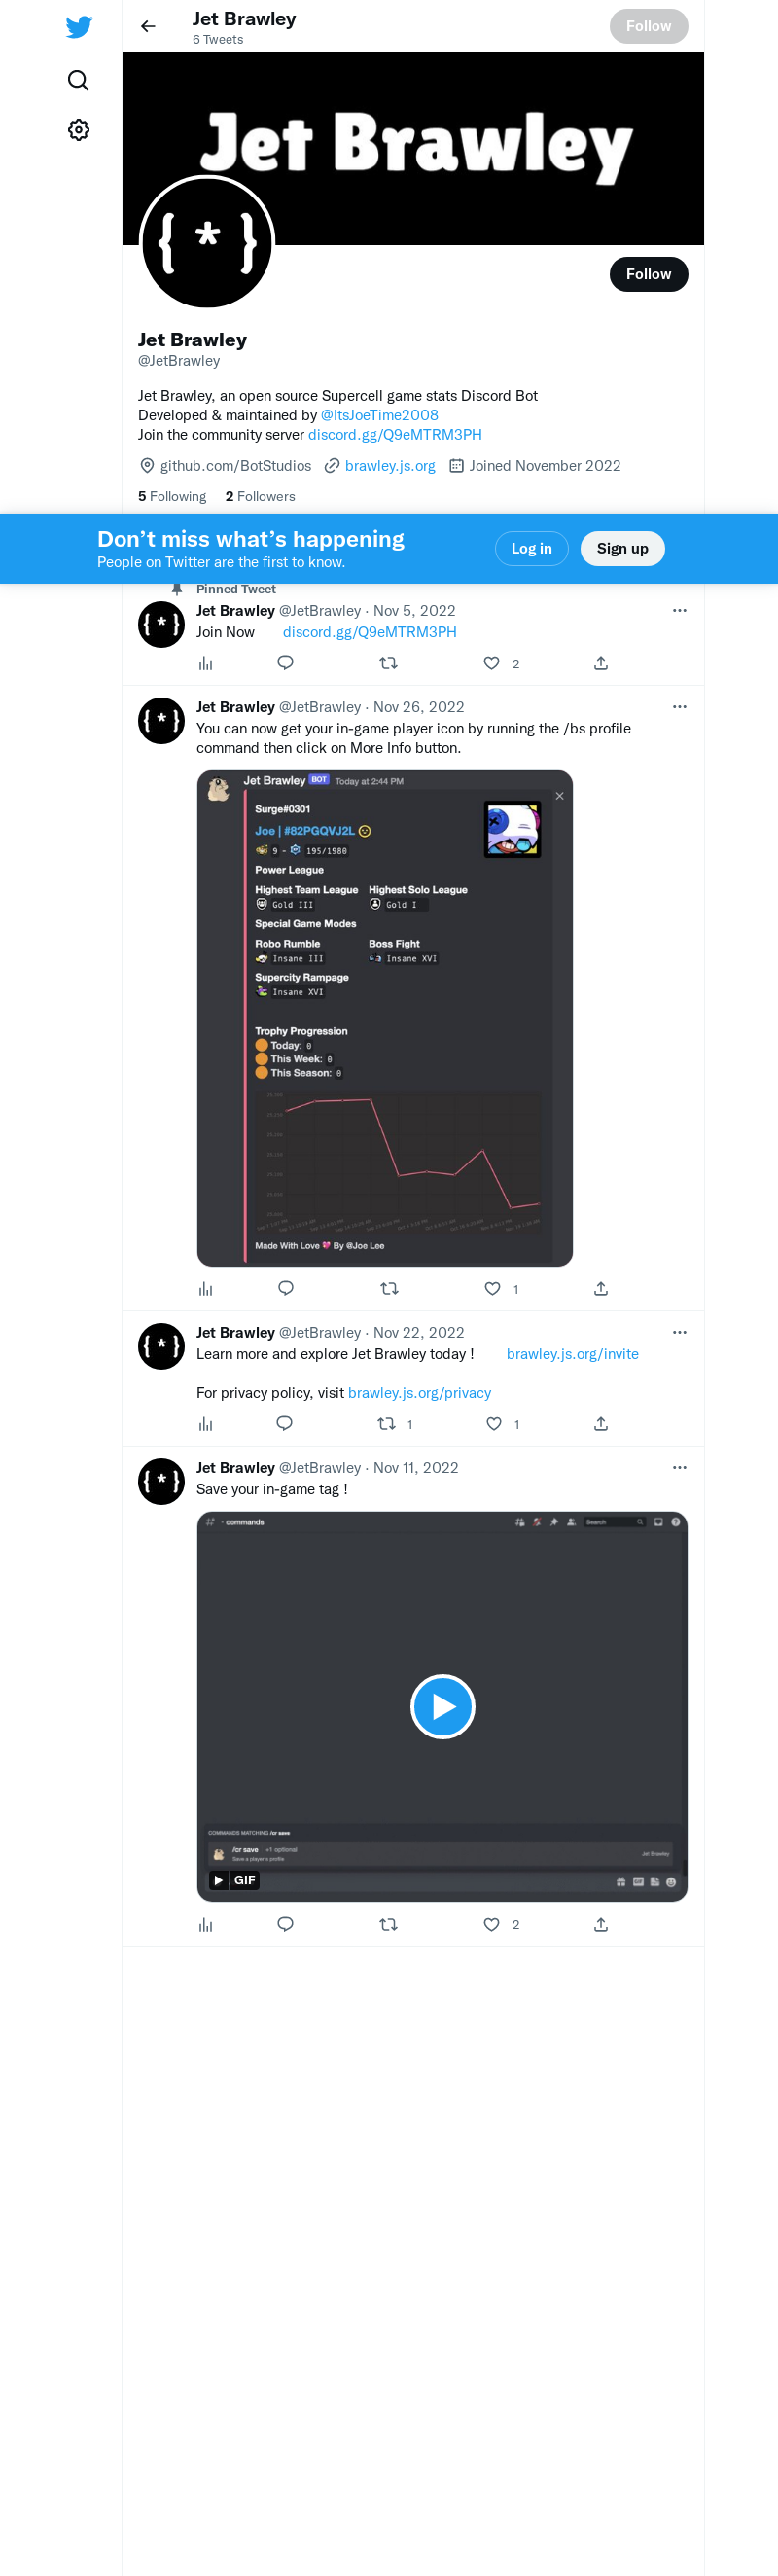 Jet Brawley
6 Tweets
Follow
Jet Brawley
{ * }
Follow
Jet Brawley
@JetBrawley
Jet Brawley, an open source Supercell game stats Discord Bot
Developed & maintained by @ItsJoeTime2008
Join the community server discord.gg/Q9eMTRM3PH
github.com/BotStudios brawley.js.org Joined November 2022
5 Following 2 Followers
Don’t miss what’s happening
People on Twitter are the first to know.
Log in
Sign up
Pinned Tweet
{ * }
Jet Brawley @JetBrawley · Nov 5, 2022
Join Now discord.gg/Q9eMTRM3PH
2
{ * }
Jet Brawley @JetBrawley · Nov 26, 2022
You can now get your in-game player icon by running the /bs profile
command then click on More Info button.
Jet Brawley BOT Today at 2:44 PM
Surge#0301
Joe | #82PGQVJ2L
9 - 195/1980
Power League
Highest Team League Highest Solo League
Gold III Gold I
Special Game Modes
Robo Rumble Boss Fight
Insane III Insane XVI
Supercity Rampage
Insane XVI
Trophy Progression
Today: 0
This Week: 0
This Season: 0
Made With Love By @Joe Lee
1
{ * }
Jet Brawley @JetBrawley · Nov 22, 2022
Learn more and explore Jet Brawley today ! brawley.js.org/invite
For privacy policy, visit brawley.js.org/privacy
1 1
{ * }
Jet Brawley @JetBrawley · Nov 11, 2022
Save your in-game tag !
commands
Search
COMMANDS MATCHING /cr save
/cr save +1 optional
Save a player's profile
Jet Brawley
GIF
GIF
2